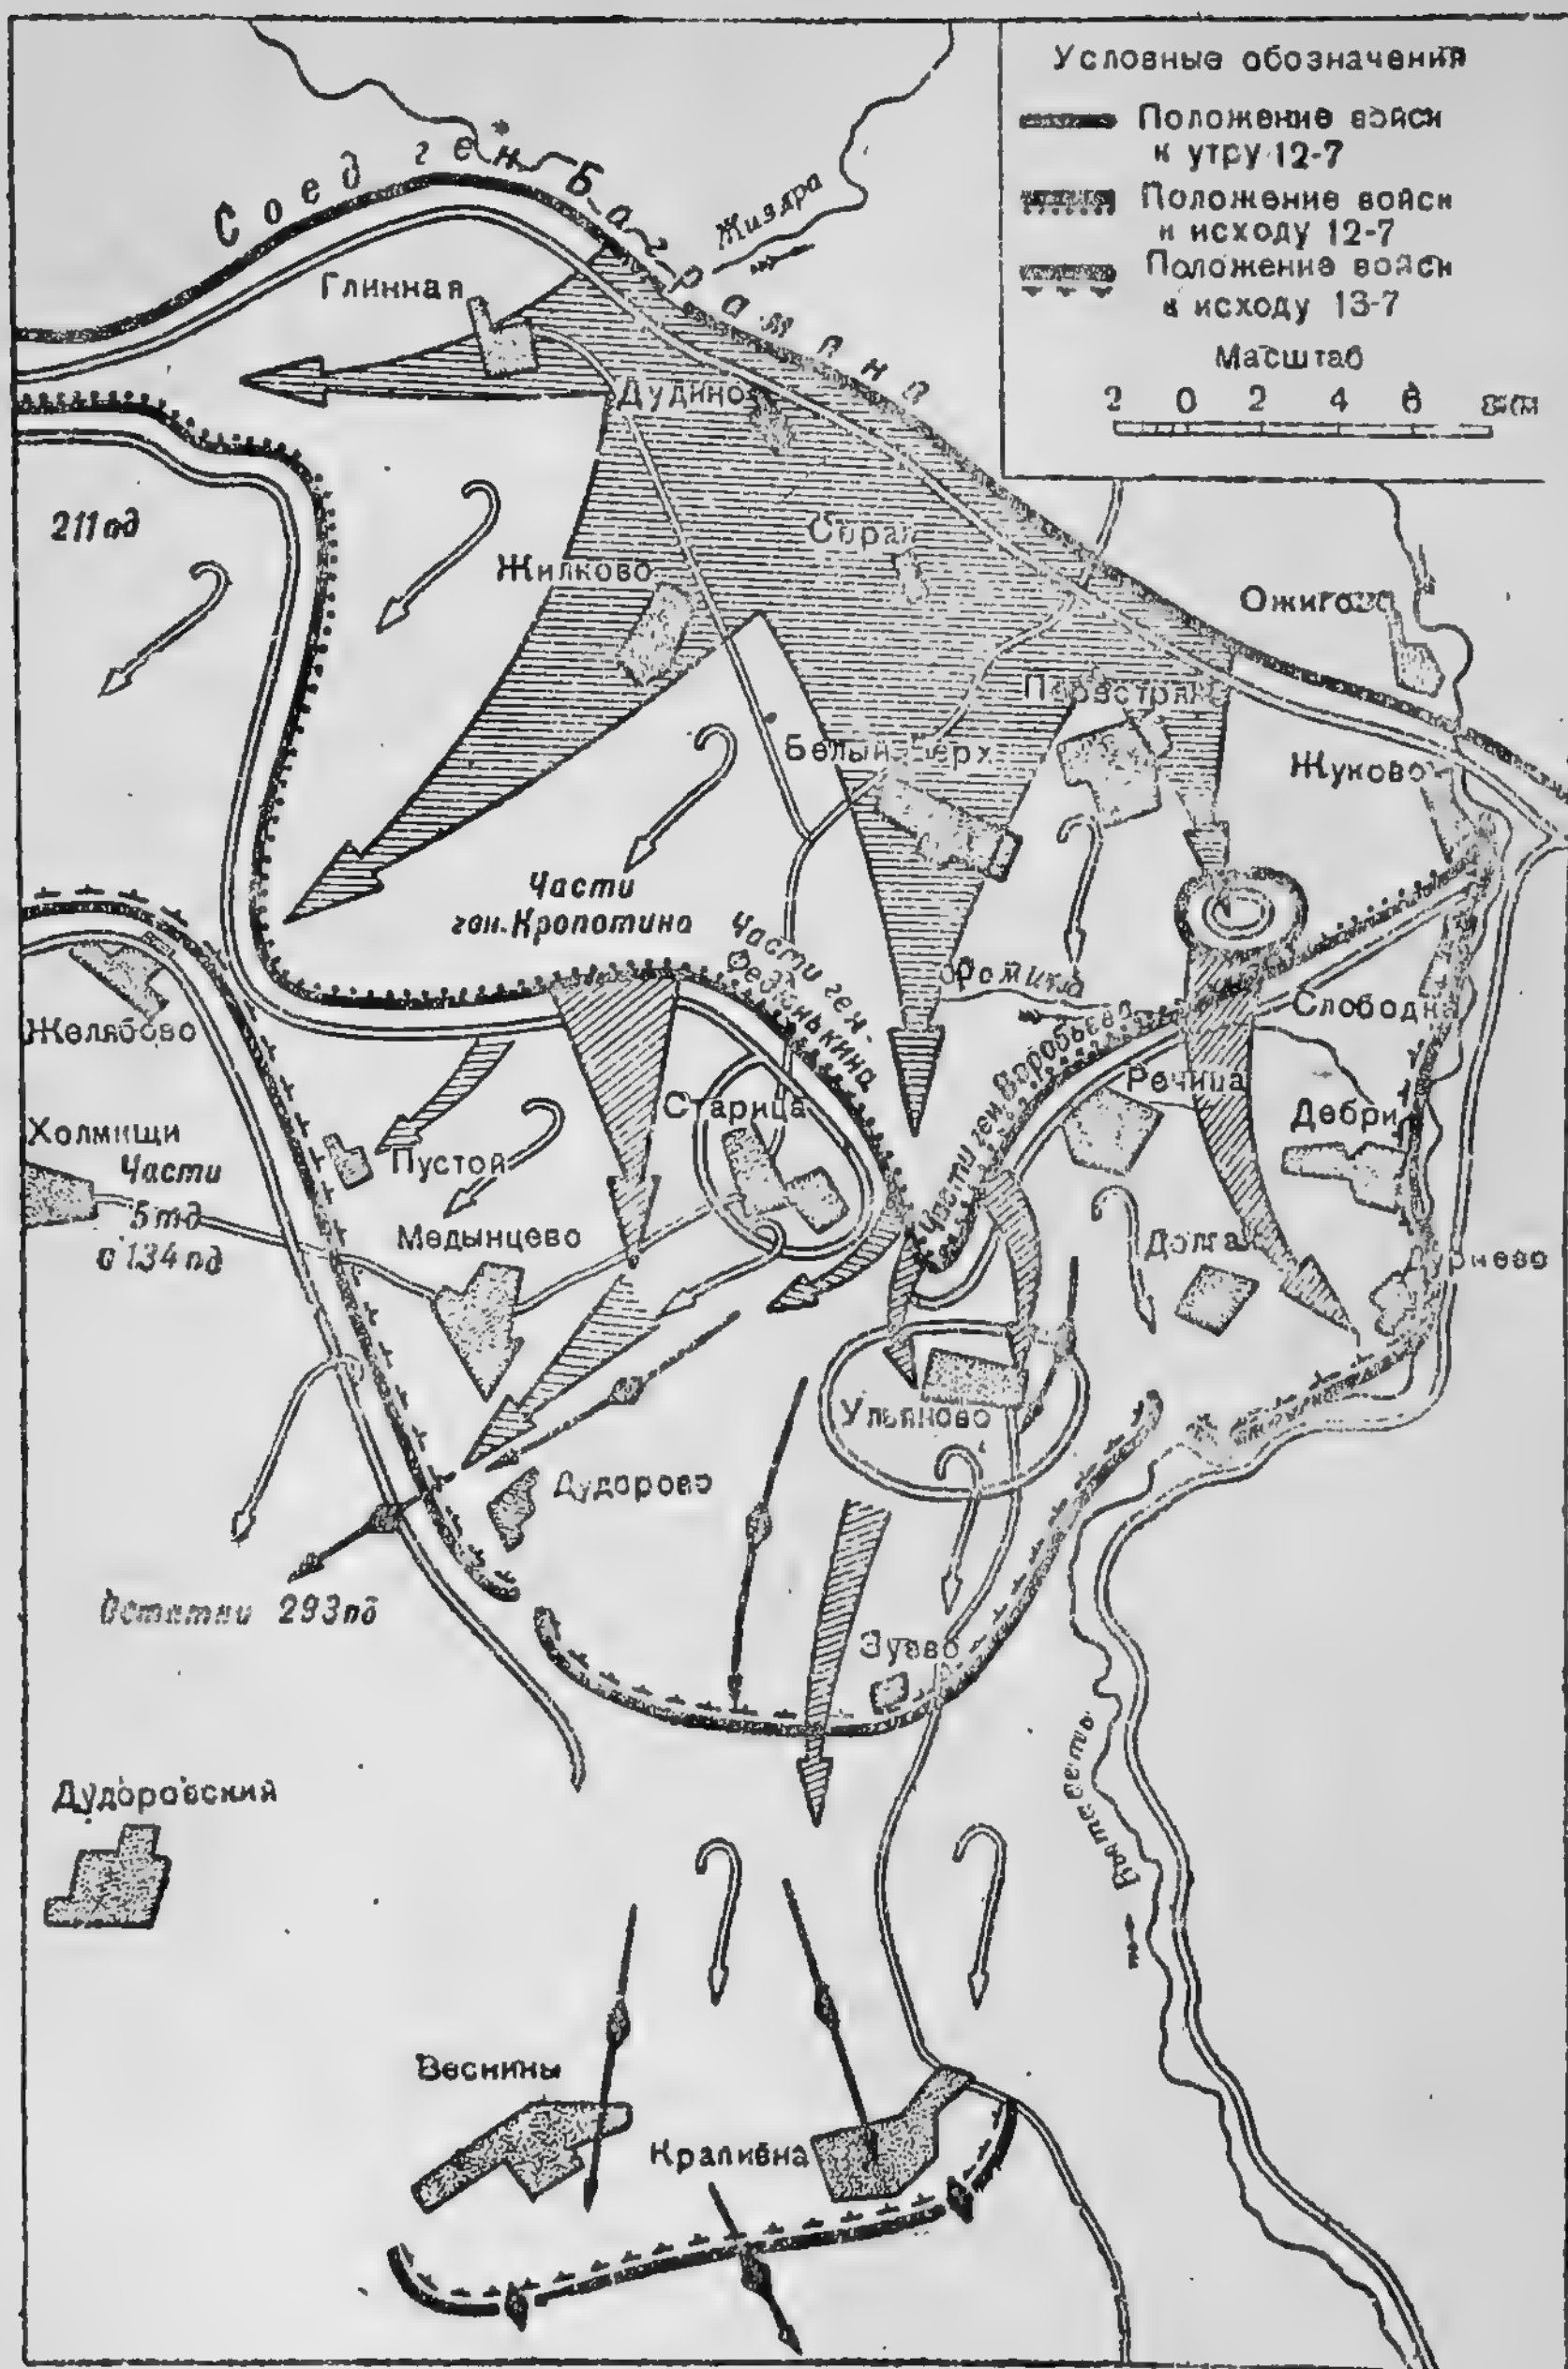 Условные обозначения
Положение войск
к утру 12-7
Положение войск
к исходу 12-7
Положение войск
к исходу 13-7
Масштаб
2 0 2 4 6 8 км
Соед ген Баграмяна
Жиздра
Глинная
Дудино
211 пд
Жилково
Ожигово
Перестряж
Белый Верх
Жуково
Части
ген. Кропотина
Части ген.
Федюнькина
Части ген. Воробьева
Слободка
Желябово
Старица
Речица
Дебри
Холмищи
Части
5 тд
и 134 пд
Пустой
Медынцево
Долгая
Ульяново
Дудорово
Остатки 293 пд
Зуево
Вытебеть
Дудоровский
Веснины
Крапивна